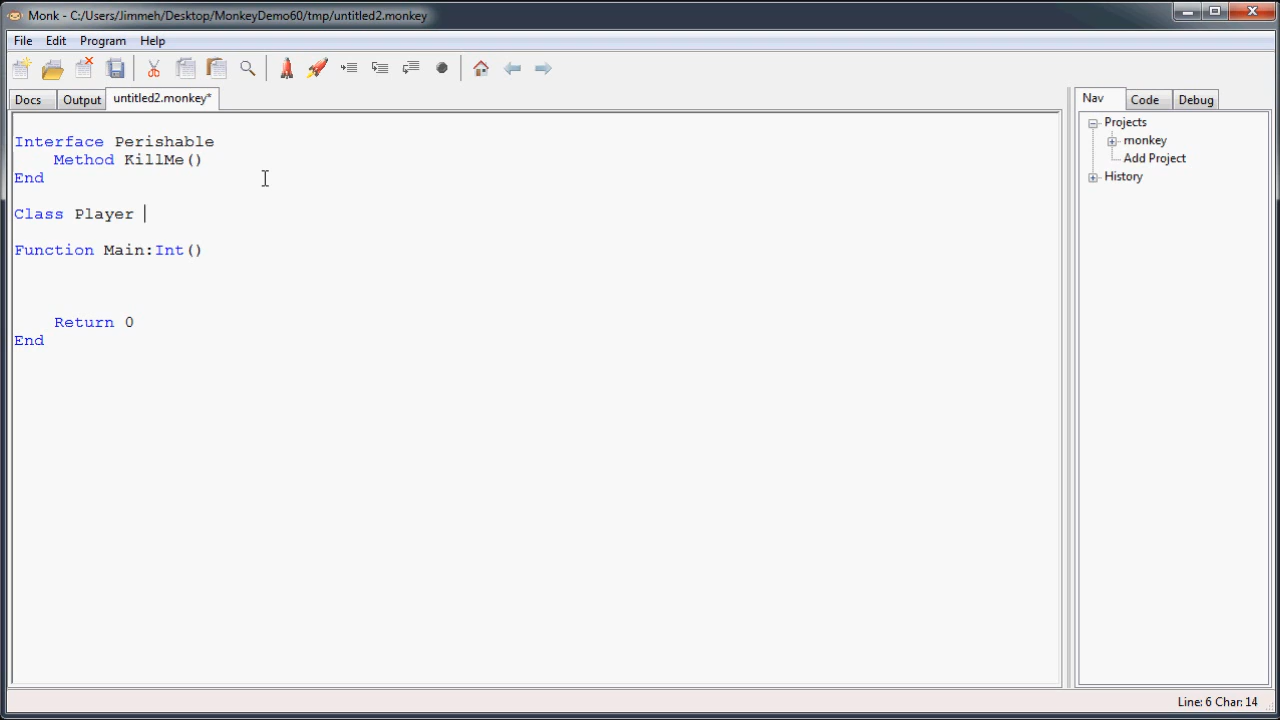 Monk - C:/Users/Jimmeh/Desktop/MonkeyDemo60/tmp/untitled2.monkey
File Edit Program Help
Docs Output untitled2.monkey*
Nav Code Debug
Interface Perishable
Method KillMe()
End
Class Player
Function Main:Int()
Return 0
End
Projects
monkey
Add Project
History
Line: 6 Char: 14